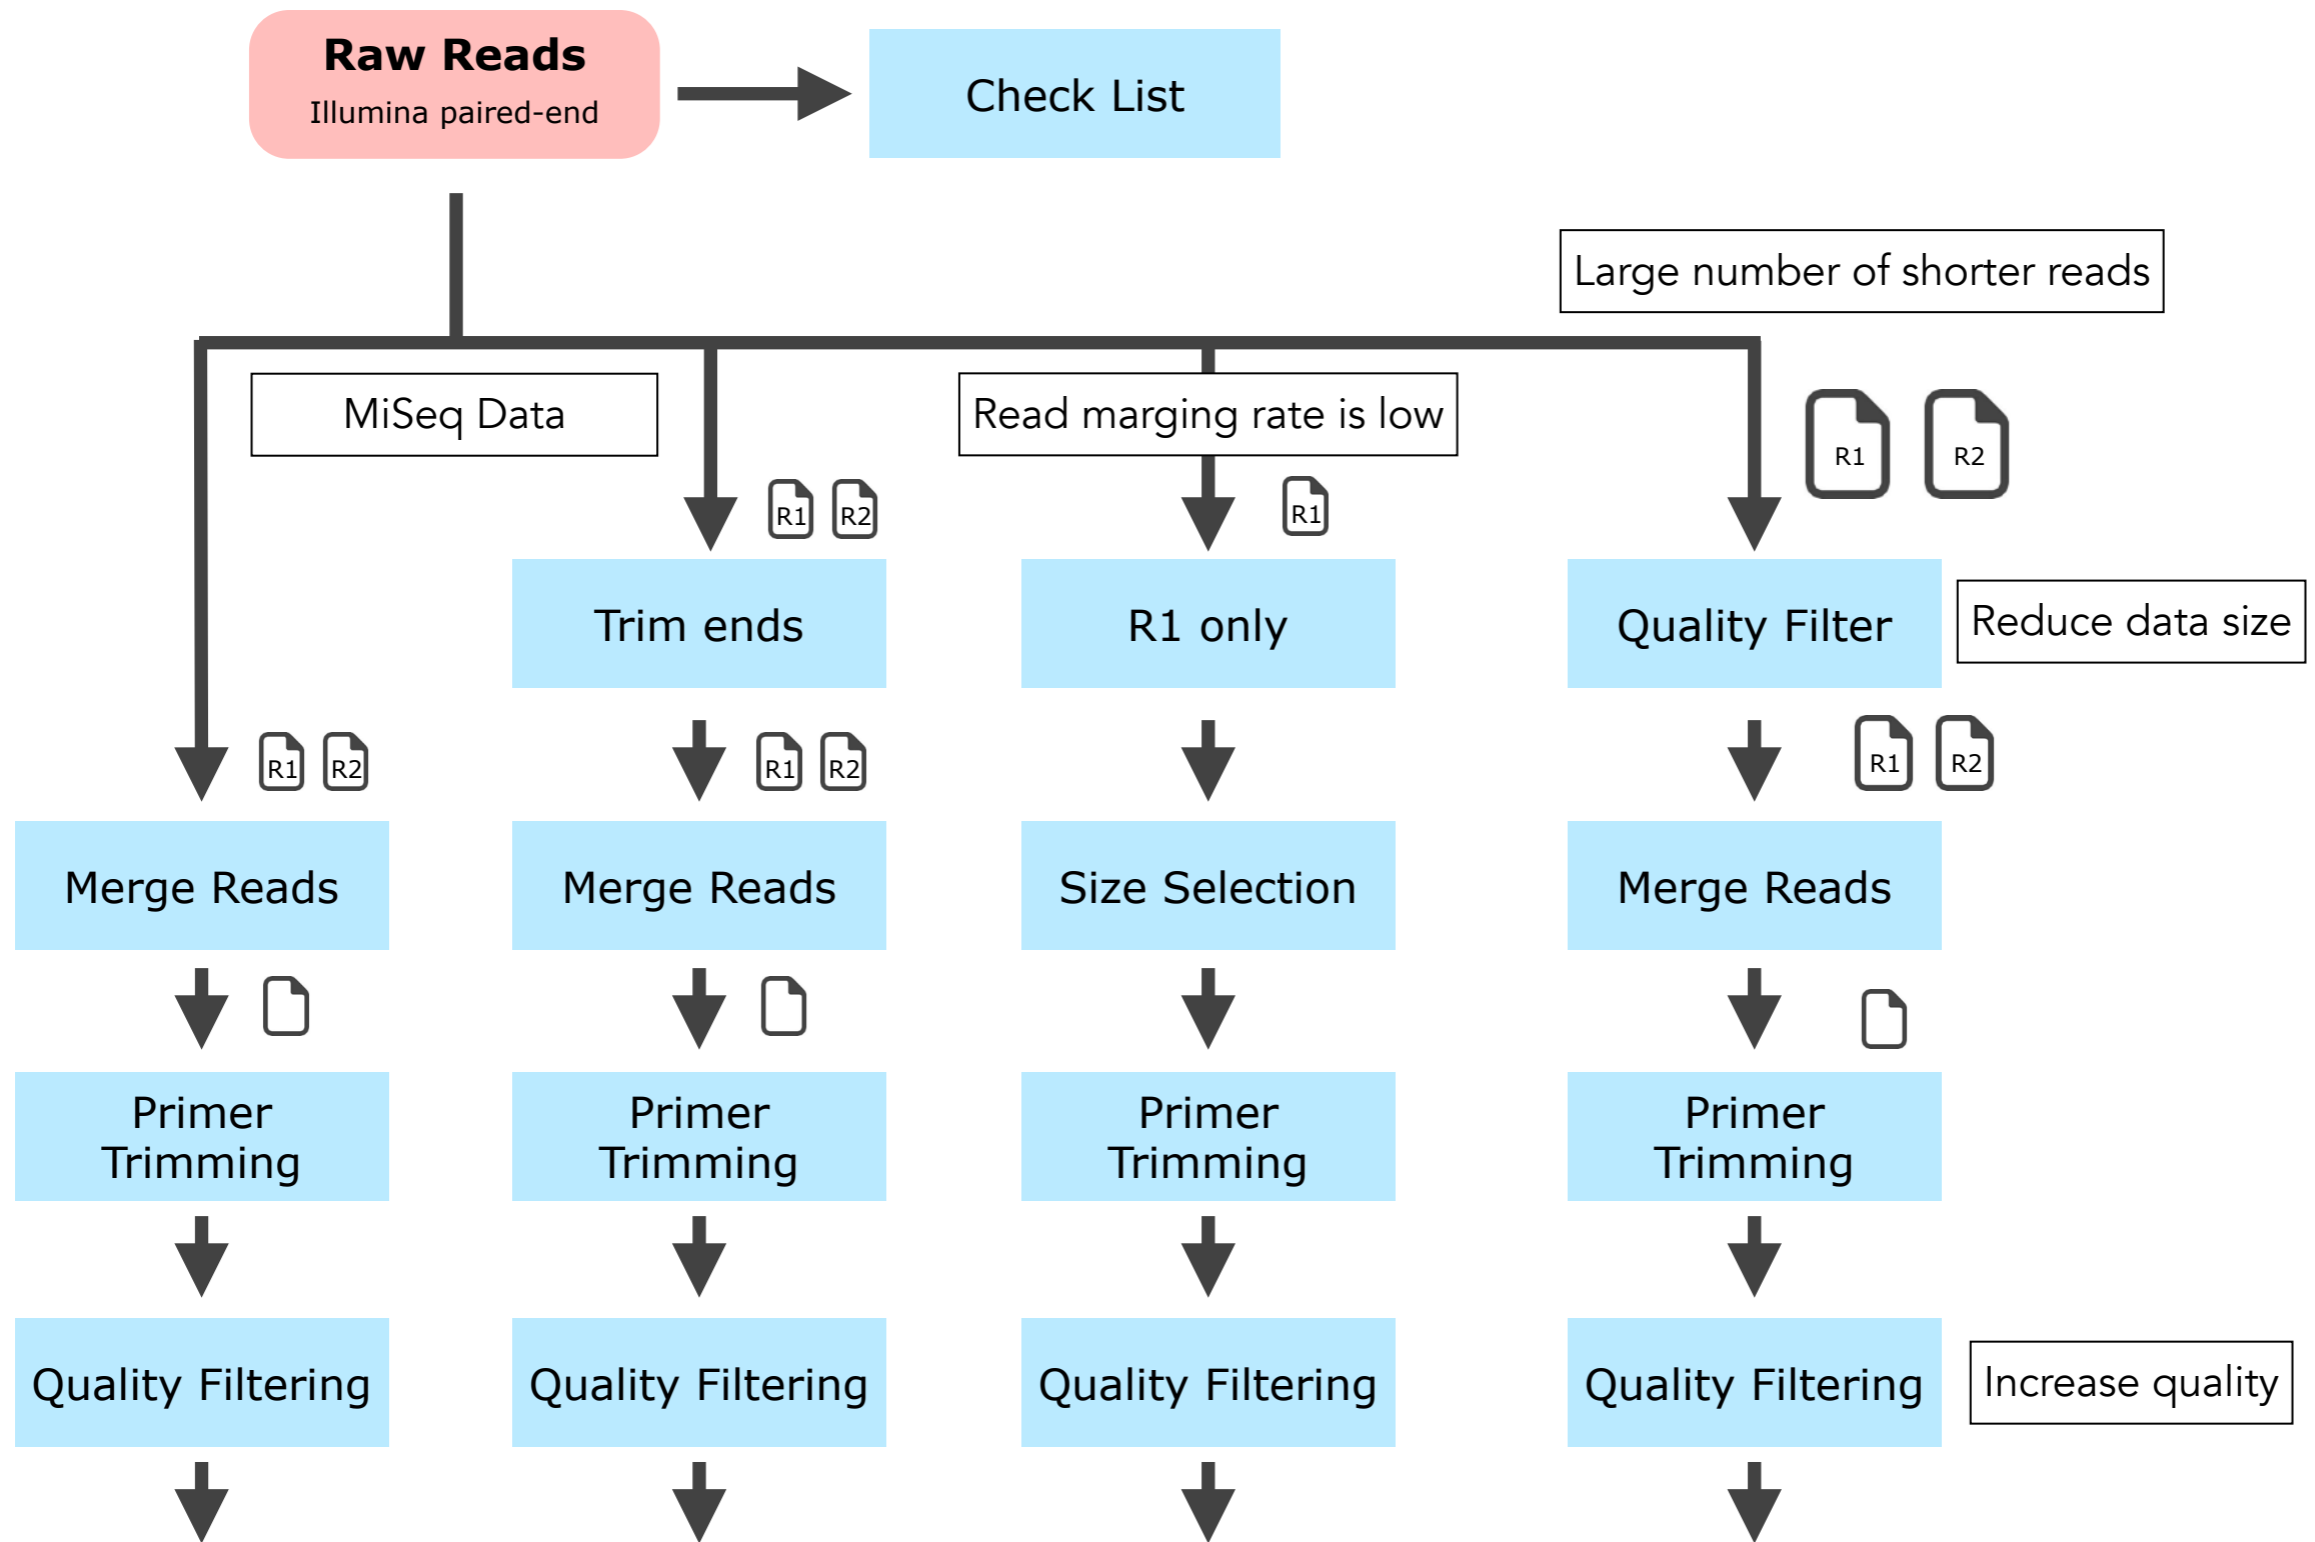 Raw Reads
Illumina paired-end
Check List
Large number of shorter reads
MiSeq Data
Read marging rate is low
R1
R2
R1
R2
R1
Trim ends
R1 only
Quality Filter
Reduce data size
R1
R2
R1
R2
R1
R2
Merge Reads
Merge Reads
Size Selection
Merge Reads
Primer
Trimming
Primer
Trimming
Primer
Trimming
Primer
Trimming
Quality Filtering
Quality Filtering
Quality Filtering
Quality Filtering
Increase quality